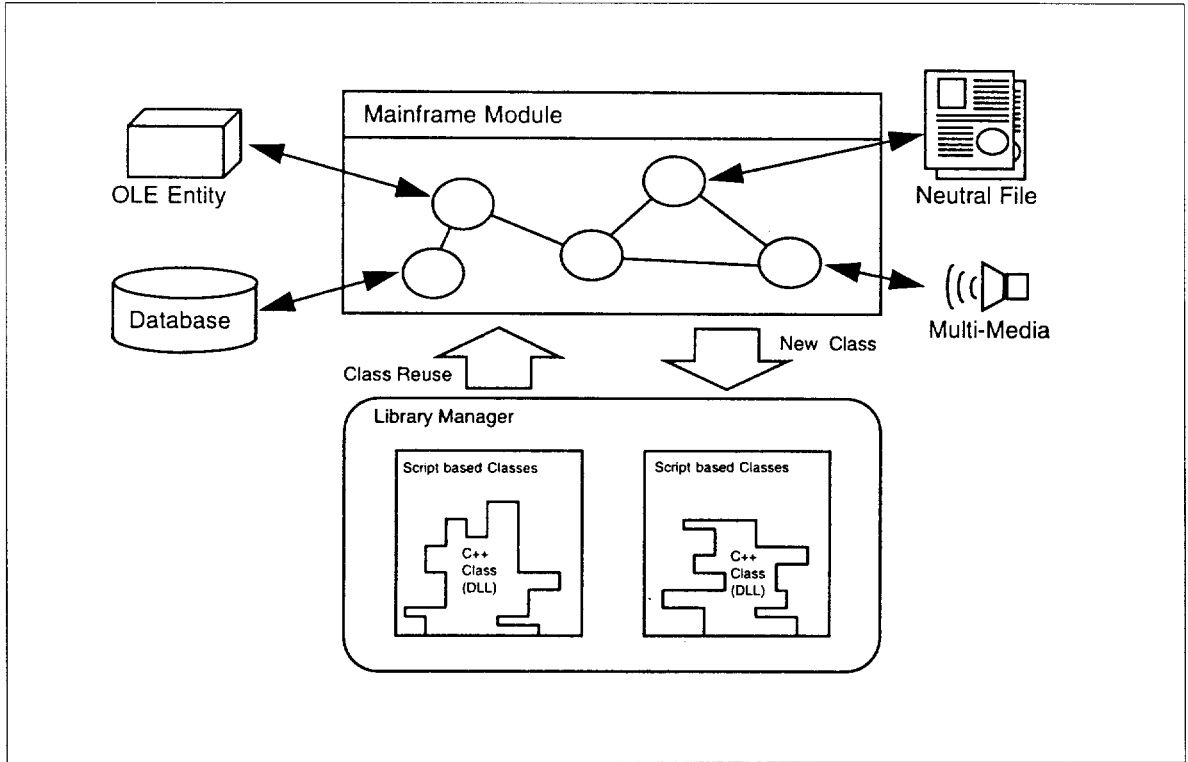 Mainframe Module
OLE Entity
Neutral File
Database
Multi-Media
Class Reuse
New Class
Library Manager
Script based Classes
C++
Class
(DLL)
Script based Classes
C++
Class
(DLL)